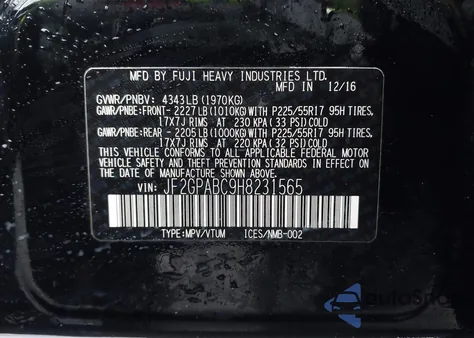 MFD BY FUJI HEAVY INDUSTRIES LTD.
MFD IN 12/16
GVWR/PNBV: 4343LB(1970KG)
GAWR/PNBE:FRONT- 2227LB(1010KG)WITH P225/55R17 95H TIRES,
17X7J RIMS AT 230 KPA(33 PSI)COLD
GAWR/PNBE:REAR - 2205LB(1000KG)WITH P225/55R17 95H TIRES,
17X7J RIMS AT 220 KPA(32 PSI)COLD
THIS VEHICLE CONFORMS TO ALL APPLICABLE FEDERAL MOTOR
VEHICLE SAFETY AND THEFT PREVENTION STANDARDS IN EFFECT
ON THE DATE OF MANUFACTURE SHOWN ABOVE.
VIN: JF2GPABC9H8231565
TYPE:MPV/VTUM ICES/NMB-002